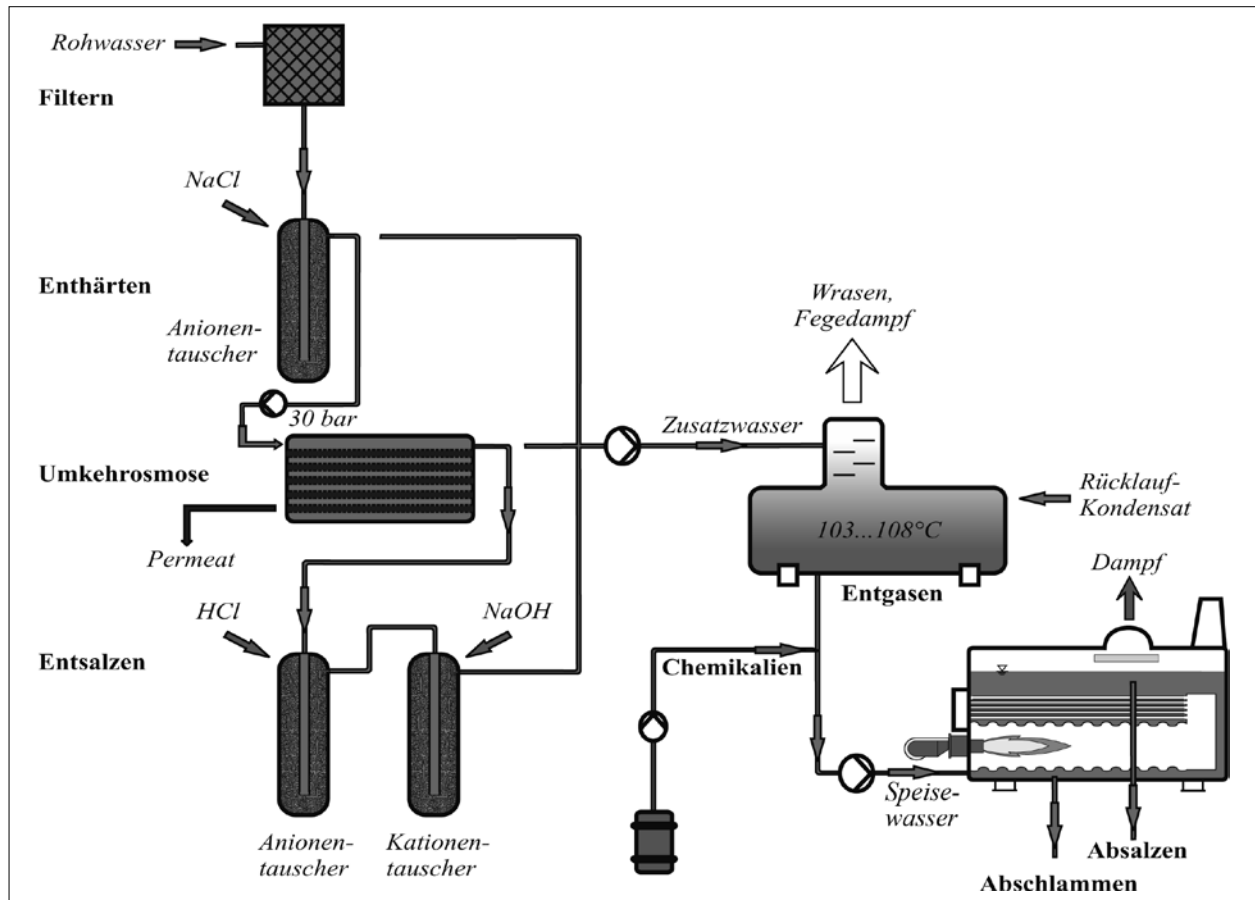 Rohwasser
Filtern
NaCl
Enthärten
Anionen-
tauscher
30 bar
Umkehrosmose
Permeat
HCl
NaOH
Entsalzen
Anionen-
tauscher
Kationen-
tauscher
Wrasen,
Fegedampf
Zusatzwasser
Rücklauf-
Kondensat
103...108°C
Entgasen
Dampf
Chemikalien
Speise-
wasser
Absalzen
Abschlammen